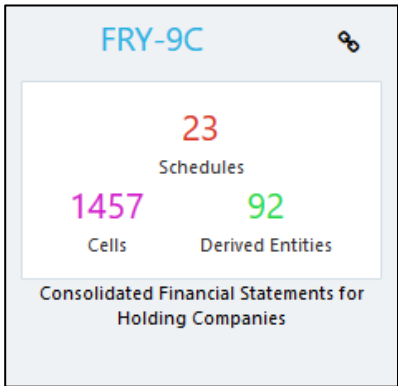 FRY-9C
23
Schedules
1457 92
Cells Derived Entities
Consolidated Financial Statements for
Holding Companies